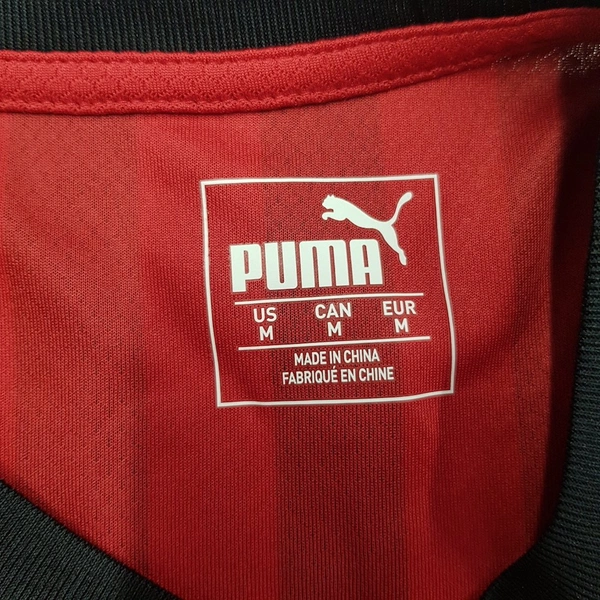 PUMA
US CAN EUR
M M M
MADE IN CHINA
FABRIQUÉ EN CHINE